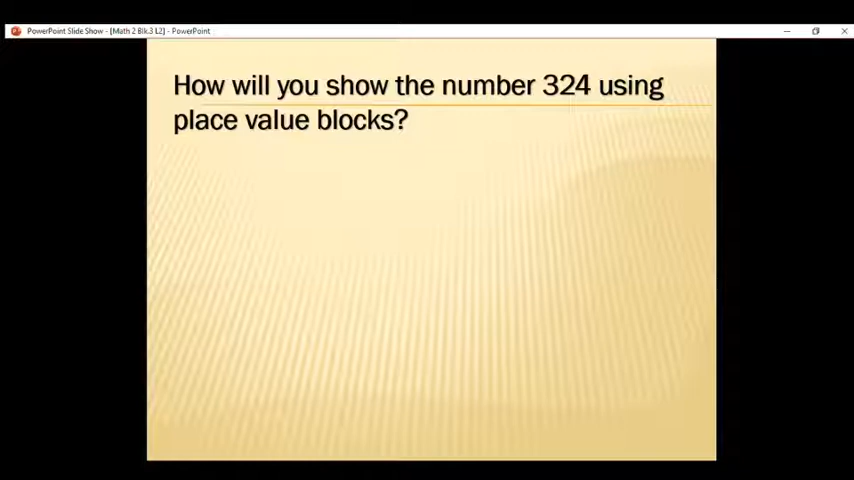 PowerPoint Slide Show - [Math 2 Blk.3 L2] - PowerPoint
How will you show the number 324 using
place value blocks?